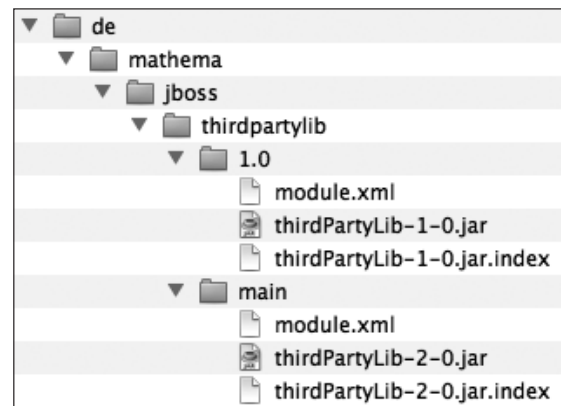 de
mathema
jboss
thirdpartylib
1.0
module.xml
thirdPartyLib-1-0.jar
thirdPartyLib-1-0.jar.index
main
module.xml
thirdPartyLib-2-0.jar
thirdPartyLib-2-0.jar.index